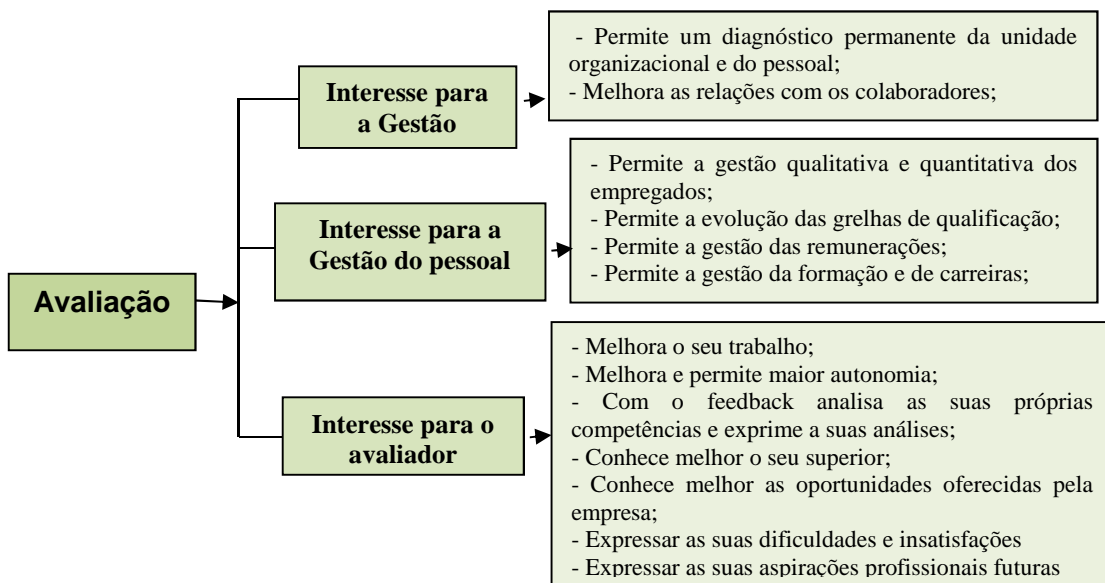 Avaliação
Interesse para
a Gestão
- Permite um diagnóstico permanente da unidade
organizacional e do pessoal;
- Melhora as relações com os colaboradores;
Interesse para a
Gestão do pessoal
- Permite a gestão qualitativa e quantitativa dos
empregados;
- Permite a evolução das grelhas de qualificação;
- Permite a gestão das remunerações;
- Permite a gestão da formação e de carreiras;
Interesse para o
avaliador
- Melhora o seu trabalho;
- Melhora e permite maior autonomia;
- Com o feedback analisa as suas próprias
competências e exprime a suas análises;
- Conhece melhor o seu superior;
- Conhece melhor as oportunidades oferecidas pela
empresa;
- Expressar as suas dificuldades e insatisfações
- Expressar as suas aspirações profissionais futuras